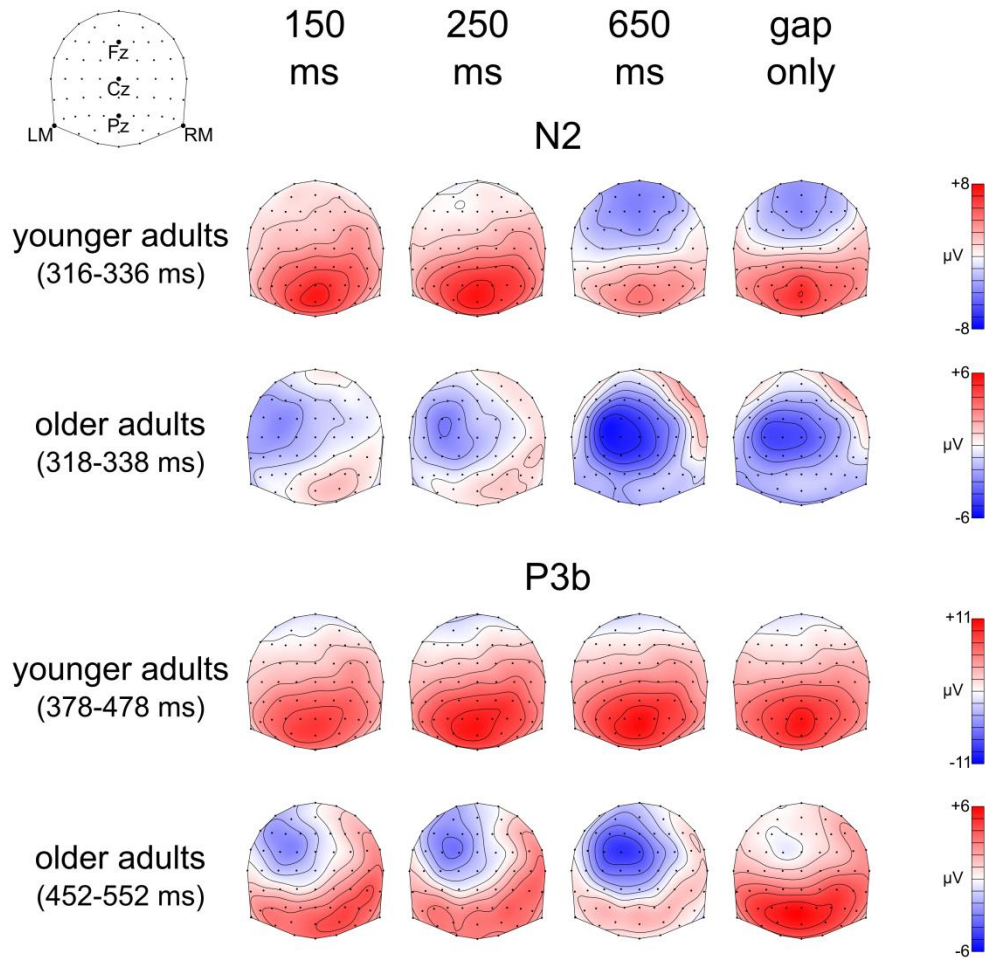 150 ms
250 ms
650 ms
gap only
Fz
Cz
Pz
LM
RM
N2
younger adults
(316-336 ms)
+8
µV
-8
older adults
(318-338 ms)
+6
µV
-6
P3b
younger adults
(378-478 ms)
+11
µV
-11
older adults
(452-552 ms)
+6
µV
-6